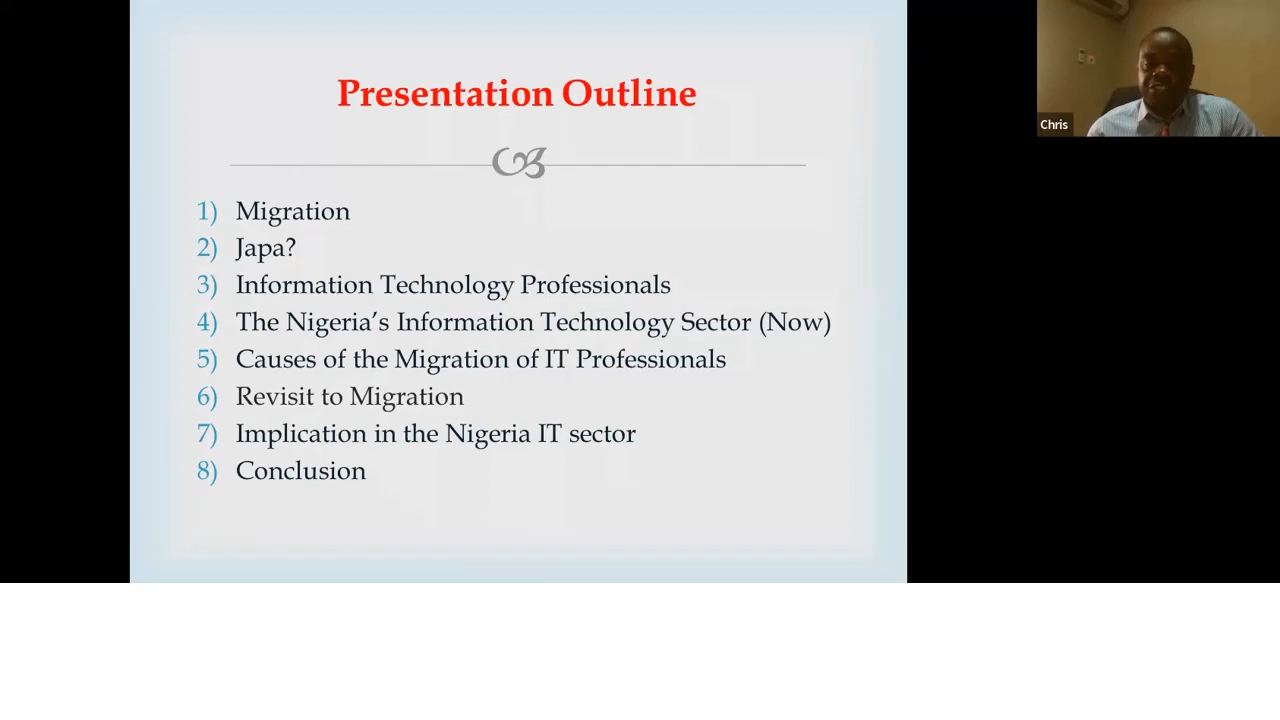 Presentation Outline
1) Migration
2) Japa?
3) Information Technology Professionals
4) The Nigeria’s Information Technology Sector (Now)
5) Causes of the Migration of IT Professionals
6) Revisit to Migration
7) Implication in the Nigeria IT sector
8) Conclusion
Chris